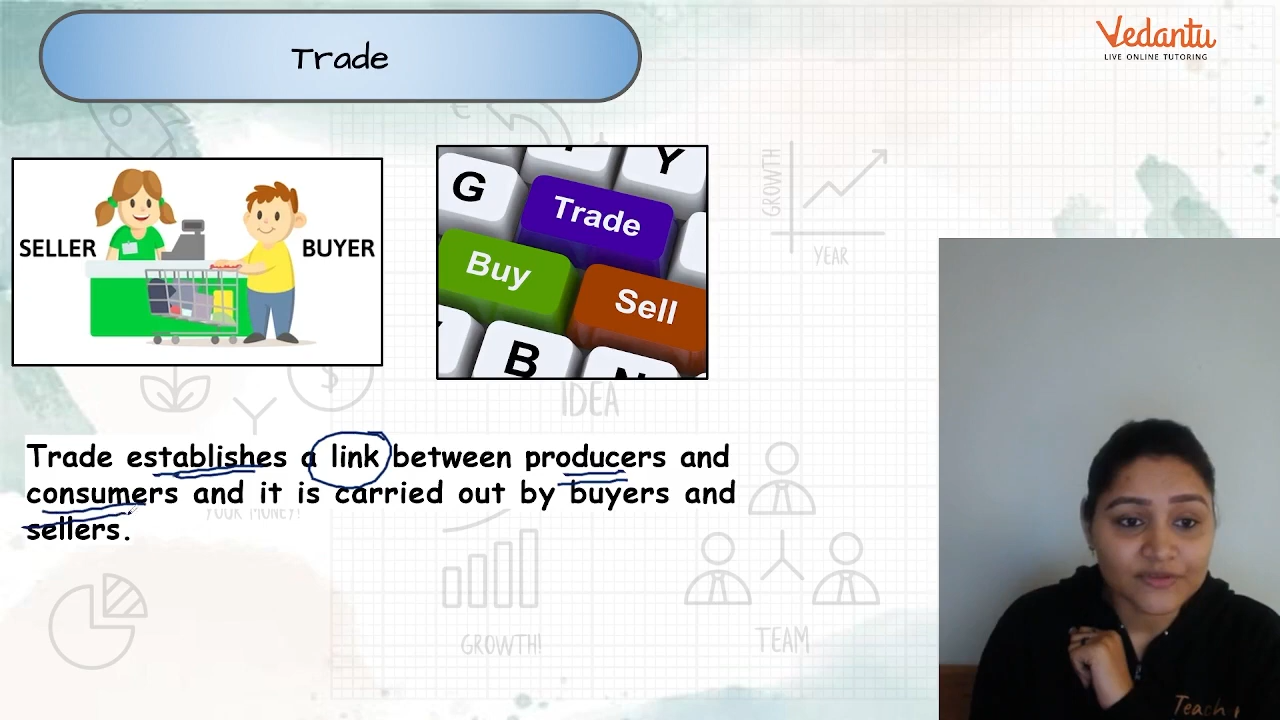 Trade
Vedantu
LIVE ONLINE TUTORING
SELLER
BUYER
G
Y
Trade
Buy
Sell
B
N
GROWTH
YEAR
IDEA
Trade establishes a link between producers and
consumers and it is carried out by buyers and
sellers.
YOUR MONEY!
GROWTH!
TEAM
Teach